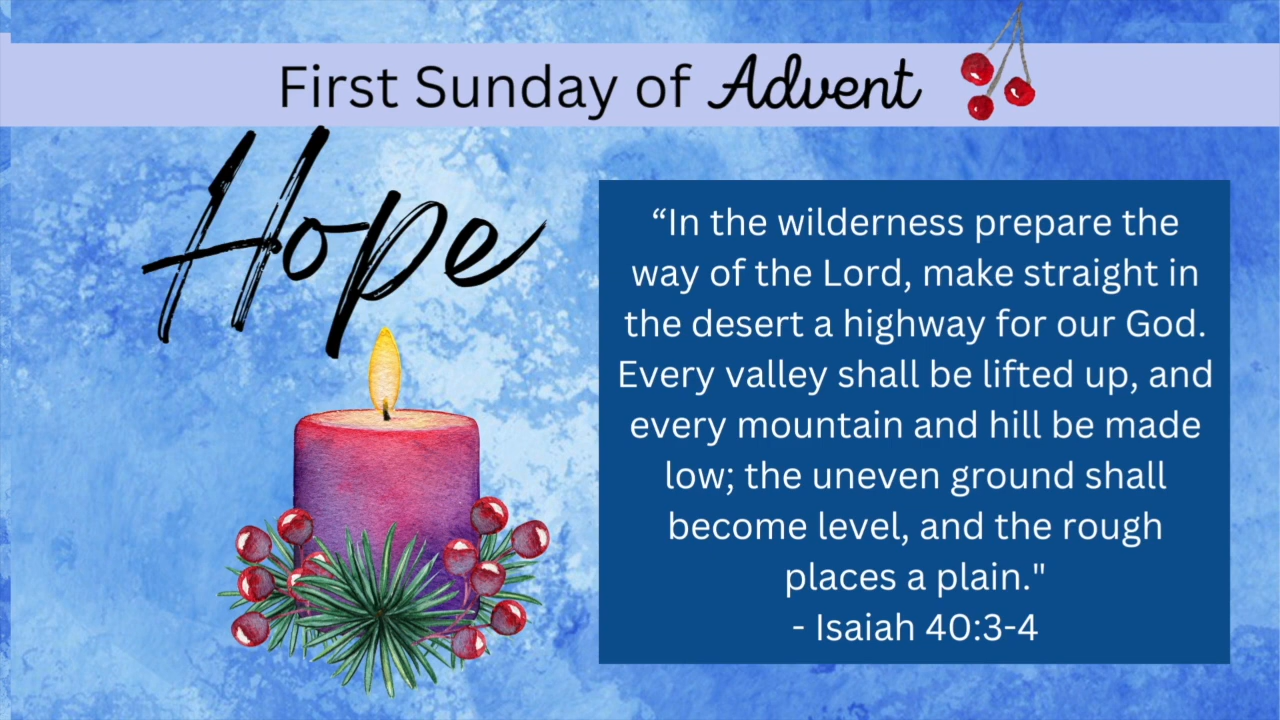 First Sunday of Advent
Hope
“In the wilderness prepare the
way of the Lord, make straight in
the desert a highway for our God.
Every valley shall be lifted up, and
every mountain and hill be made
low; the uneven ground shall
become level, and the rough
places a plain."
- Isaiah 40:3-4